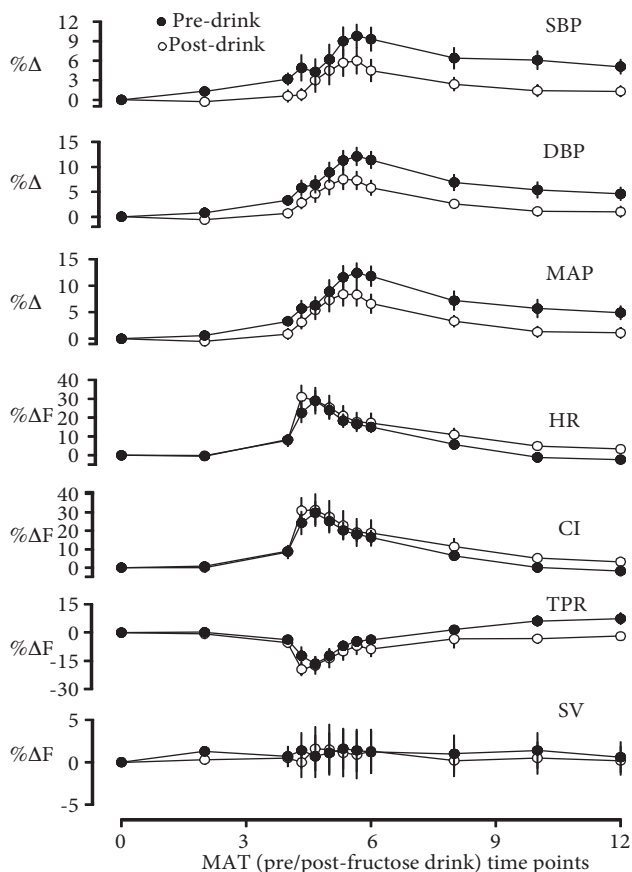 Pre-drink
Post-drink
SBP
12
9
6
3
0
%Δ
DBP
15
10
5
0
%Δ
MAP
15
10
5
0
%Δ
HR
40
30
20
10
0
%ΔF
CI
40
30
20
10
0
%ΔF
TPR
15
0
-15
-30
%ΔF
SV
5
0
-5
%ΔF
0 3 6 9 12
MAT (pre/post-fructose drink) time points